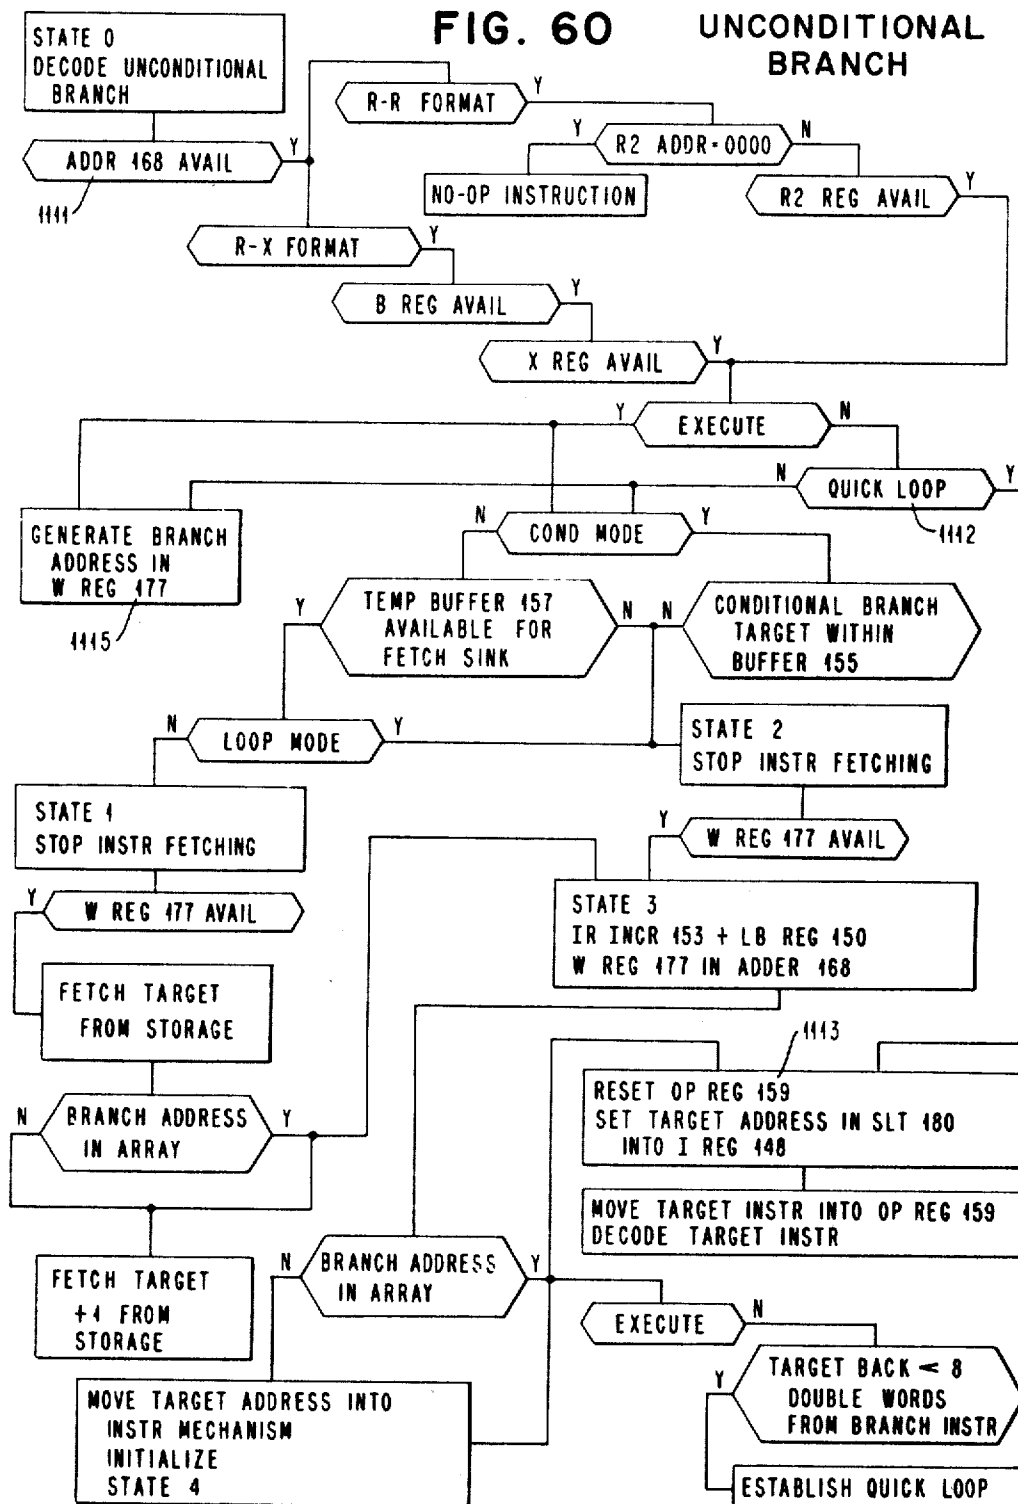 FIG. 60
UNCONDITIONAL
BRANCH
STATE 0
DECODE UNCONDITIONAL
BRANCH
ADDR 168 AVAIL
Y
1111
R-R FORMAT
Y
Y
R2 ADDR=0000
N
NO-OP INSTRUCTION
R2 REG AVAIL
Y
R-X FORMAT
Y
B REG AVAIL
Y
X REG AVAIL
Y
Y
EXECUTE
N
N
QUICK LOOP
Y
1112
GENERATE BRANCH
ADDRESS IN
W REG 177
1115
N
COND MODE
Y
Y
TEMP BUFFER 157
AVAILABLE FOR
FETCH SINK
N
N
CONDITIONAL BRANCH
TARGET WITHIN
BUFFER 155
N
LOOP MODE
Y
STATE 2
STOP INSTR FETCHING
STATE 1
STOP INSTR FETCHING
Y
W REG 177 AVAIL
Y
W REG 177 AVAIL
STATE 3
IR INCR 153 + LB REG 150
W REG 177 IN ADDER 168
FETCH TARGET
FROM STORAGE
1113
N
BRANCH ADDRESS
IN ARRAY
Y
RESET OP REG 159
SET TARGET ADDRESS IN SLT 180
INTO I REG 148
MOVE TARGET INSTR INTO OP REG 159
DECODE TARGET INSTR
FETCH TARGET
+1 FROM
STORAGE
N
BRANCH ADDRESS
IN ARRAY
Y
EXECUTE
N
MOVE TARGET ADDRESS INTO
INSTR MECHANISM
INITIALIZE
STATE 4
Y
TARGET BACK < 8
DOUBLE WORDS
FROM BRANCH INSTR
ESTABLISH QUICK LOOP